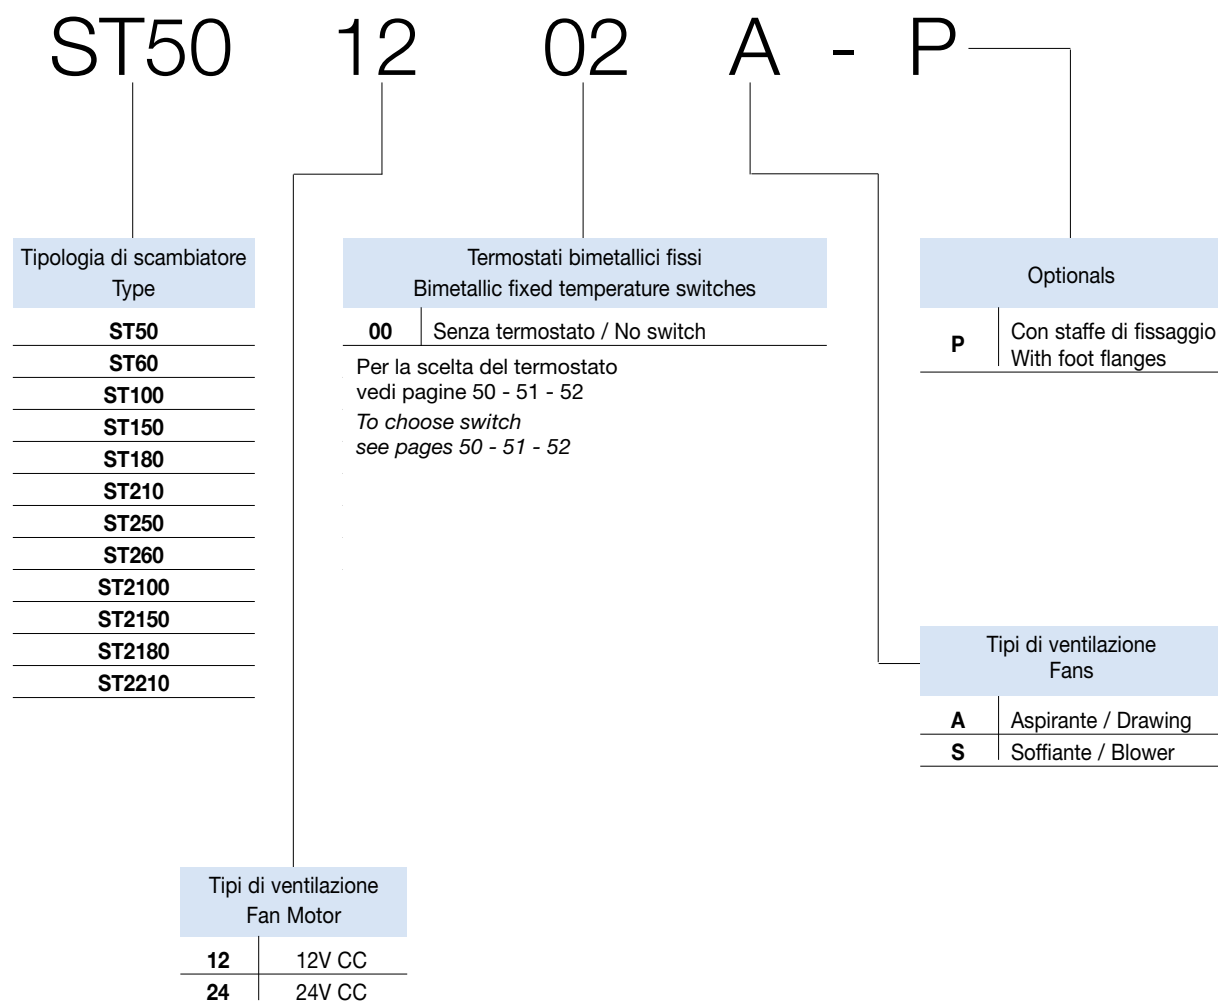 ST50 12 02 A - P
Tipologia di scambiatore
Type
ST50
ST60
ST100
ST150
ST180
ST210
ST250
ST260
ST2100
ST2150
ST2180
ST2210
Termostati bimetallici fissi
Bimetallic fixed temperature switches
00 Senza termostato / No switch
Per la scelta del termostato
vedi pagine 50 - 51 - 52
To choose switch
see pages 50 - 51 - 52
Optionals
P Con staffe di fissaggio
With foot flanges
Tipi di ventilazione
Fans
A Aspirante / Drawing
S Soffiante / Blower
Tipi di ventilazione
Fan Motor
12 12V CC
24 24V CC